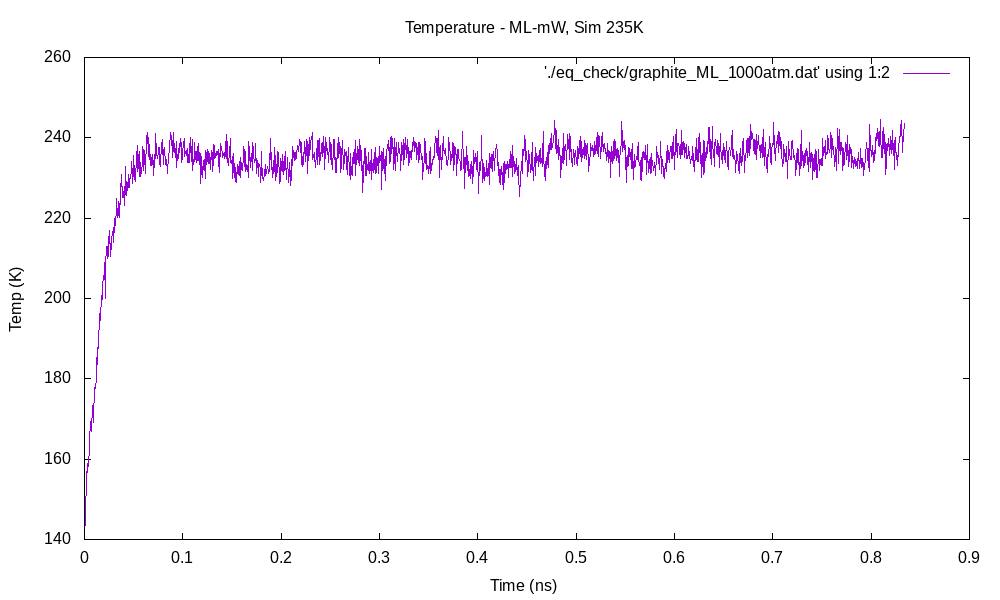 Temperature - ML-mW, Sim 235K
'./eq_check/graphite_ML_1000atm.dat' using 1:2
260
240
220
200
180
160
140
Temp (K)
0 0.1 0.2 0.3 0.4 0.5 0.6 0.7 0.8 0.9
Time (ns)